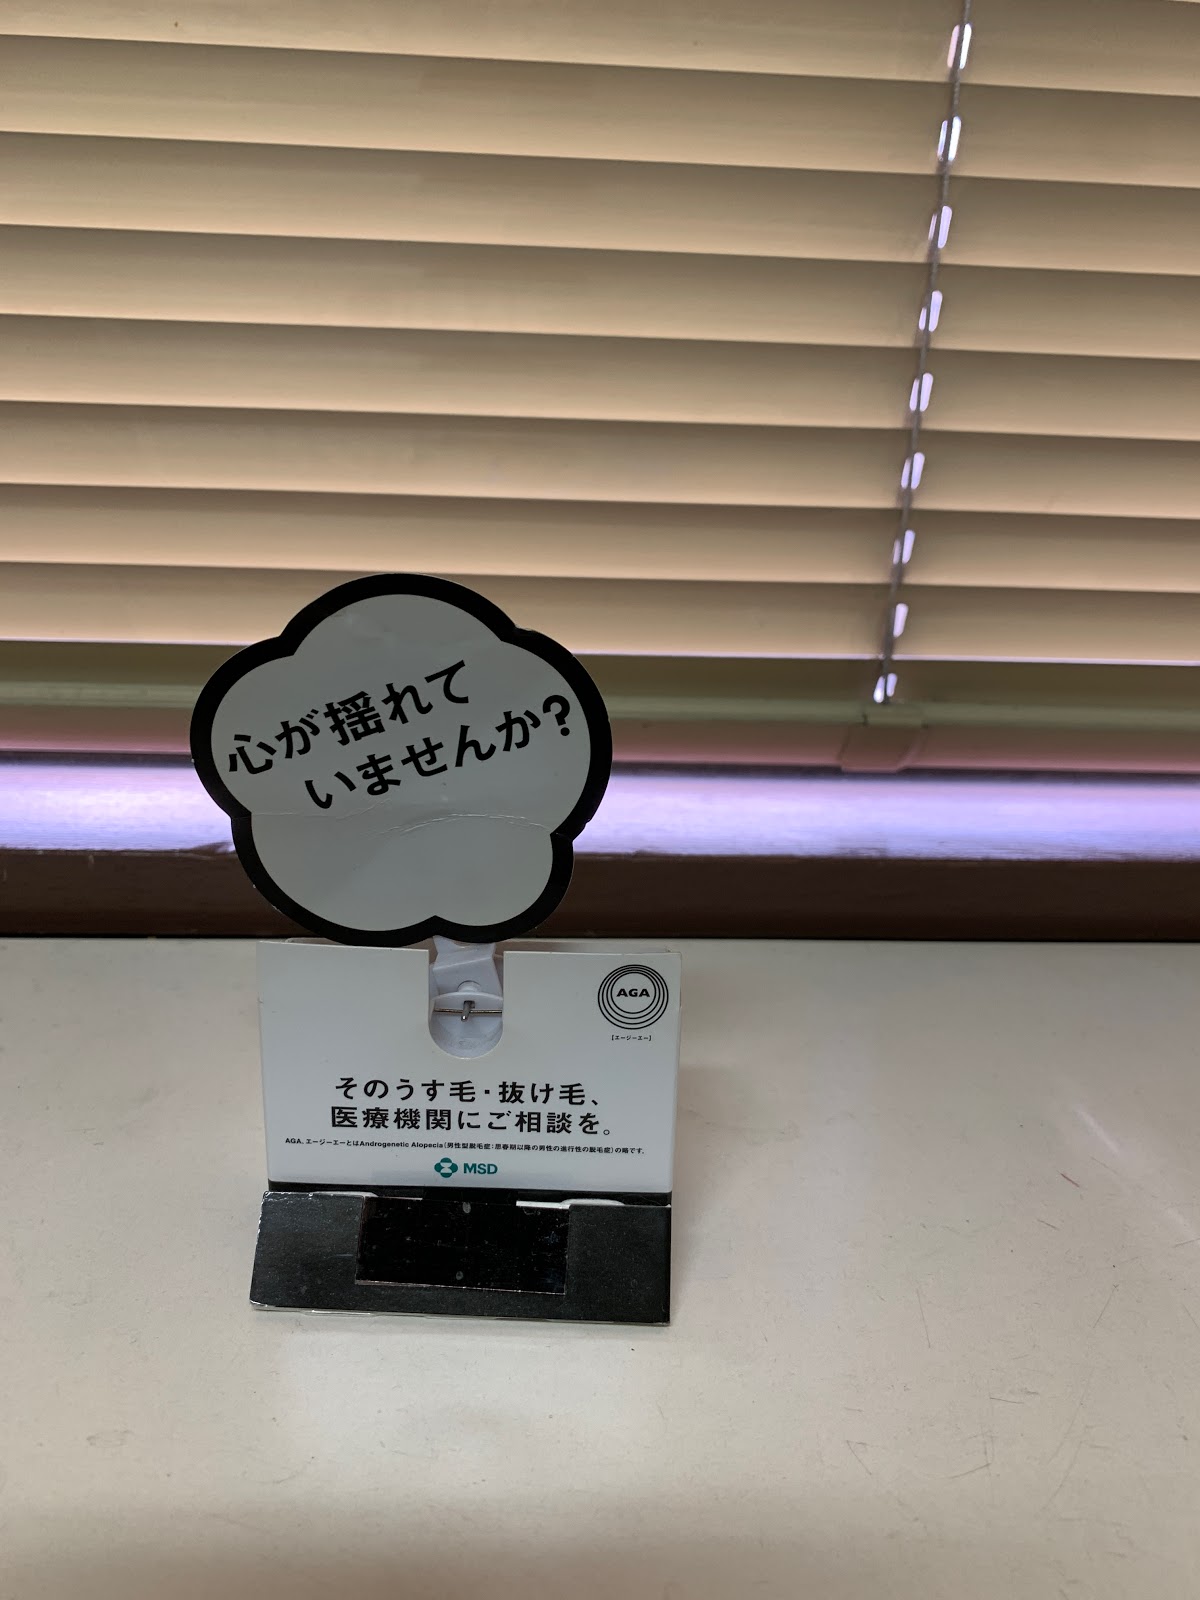 心が揺れて
いませんか?
AGA
[エージーエー]
そのうす毛・抜け毛、
医療機関にご相談を。
AGA、エージーエーとはAndrogenetic Alopecia(男性型脱毛症:思春期以降の男性の進行性の脱毛症)の略です。
MSD